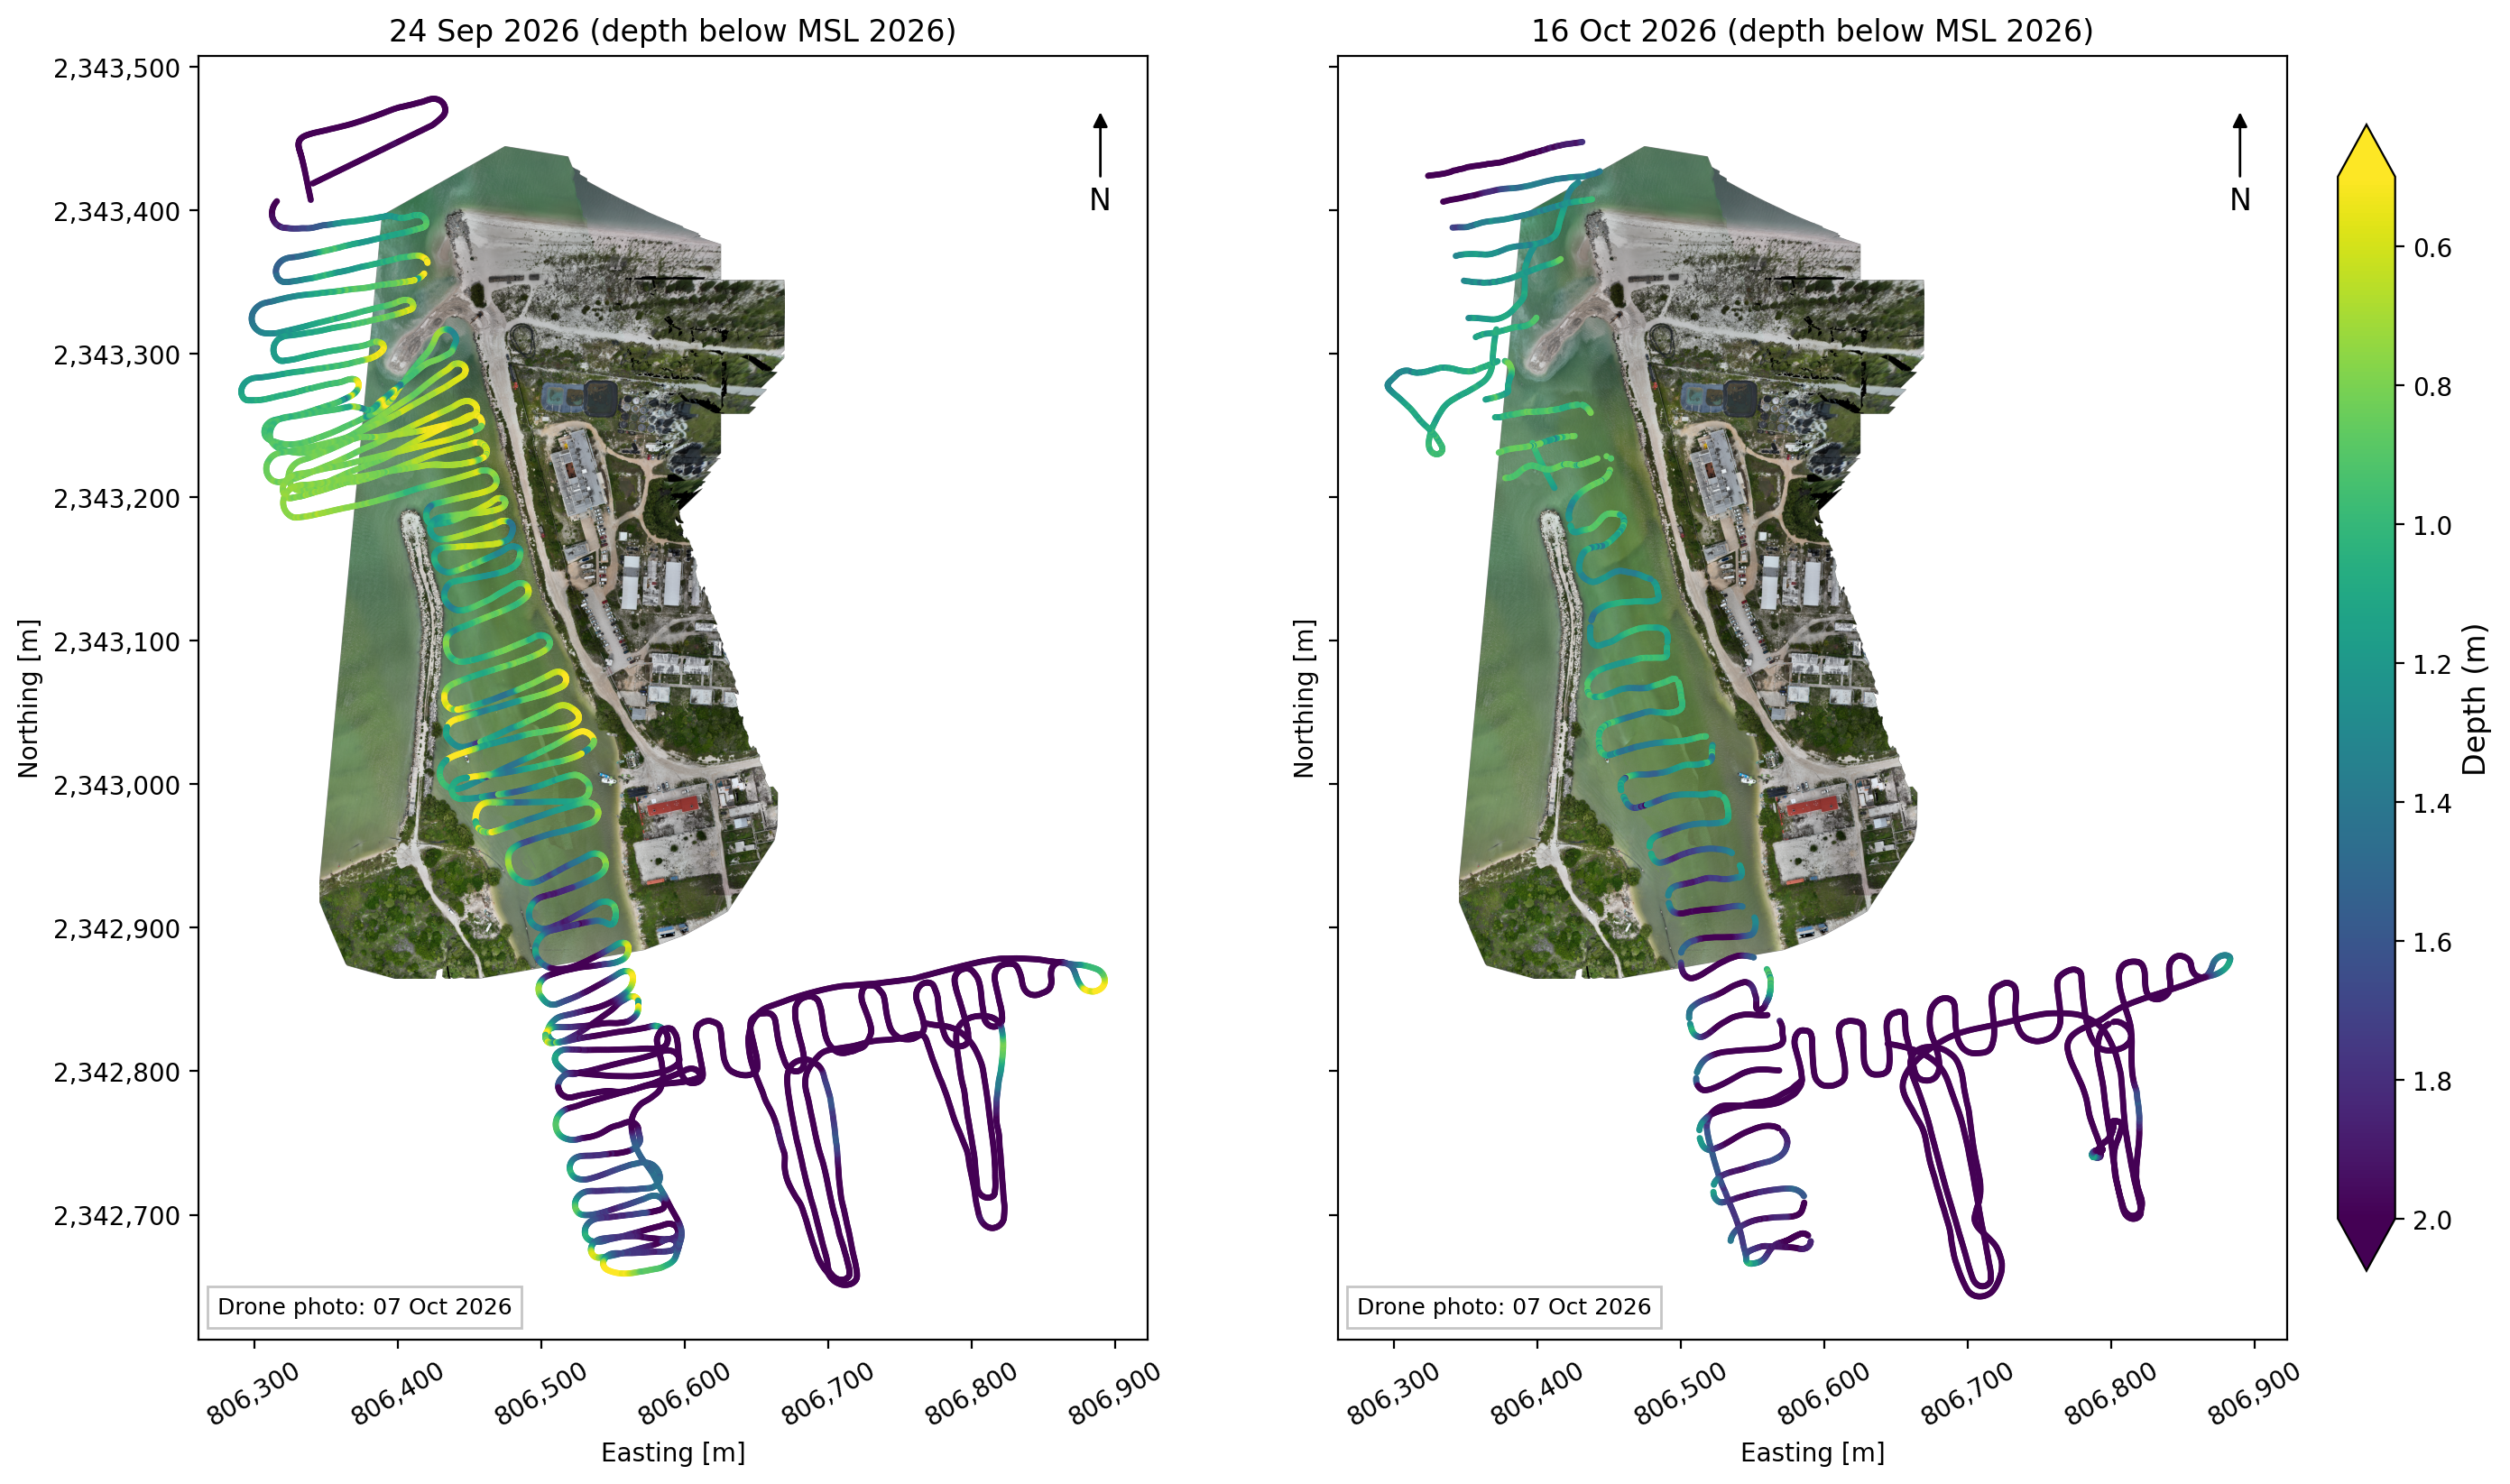 24 Sep 2026 (depth below MSL 2026)
16 Oct 2026 (depth below MSL 2026)
2,343,500
2,343,400
2,343,300
2,343,200
2,343,100
2,343,000
2,342,900
2,342,800
2,342,700
Northing [m]
N
Drone photo: 07 Oct 2026
806,300
806,400
806,500
806,600
806,700
806,800
806,900
Easting [m]
Northing [m]
N
Drone photo: 07 Oct 2026
806,300
806,400
806,500
806,600
806,700
806,800
806,900
Easting [m]
0.6
0.8
1.0
1.2
1.4
1.6
1.8
2.0
Depth (m)